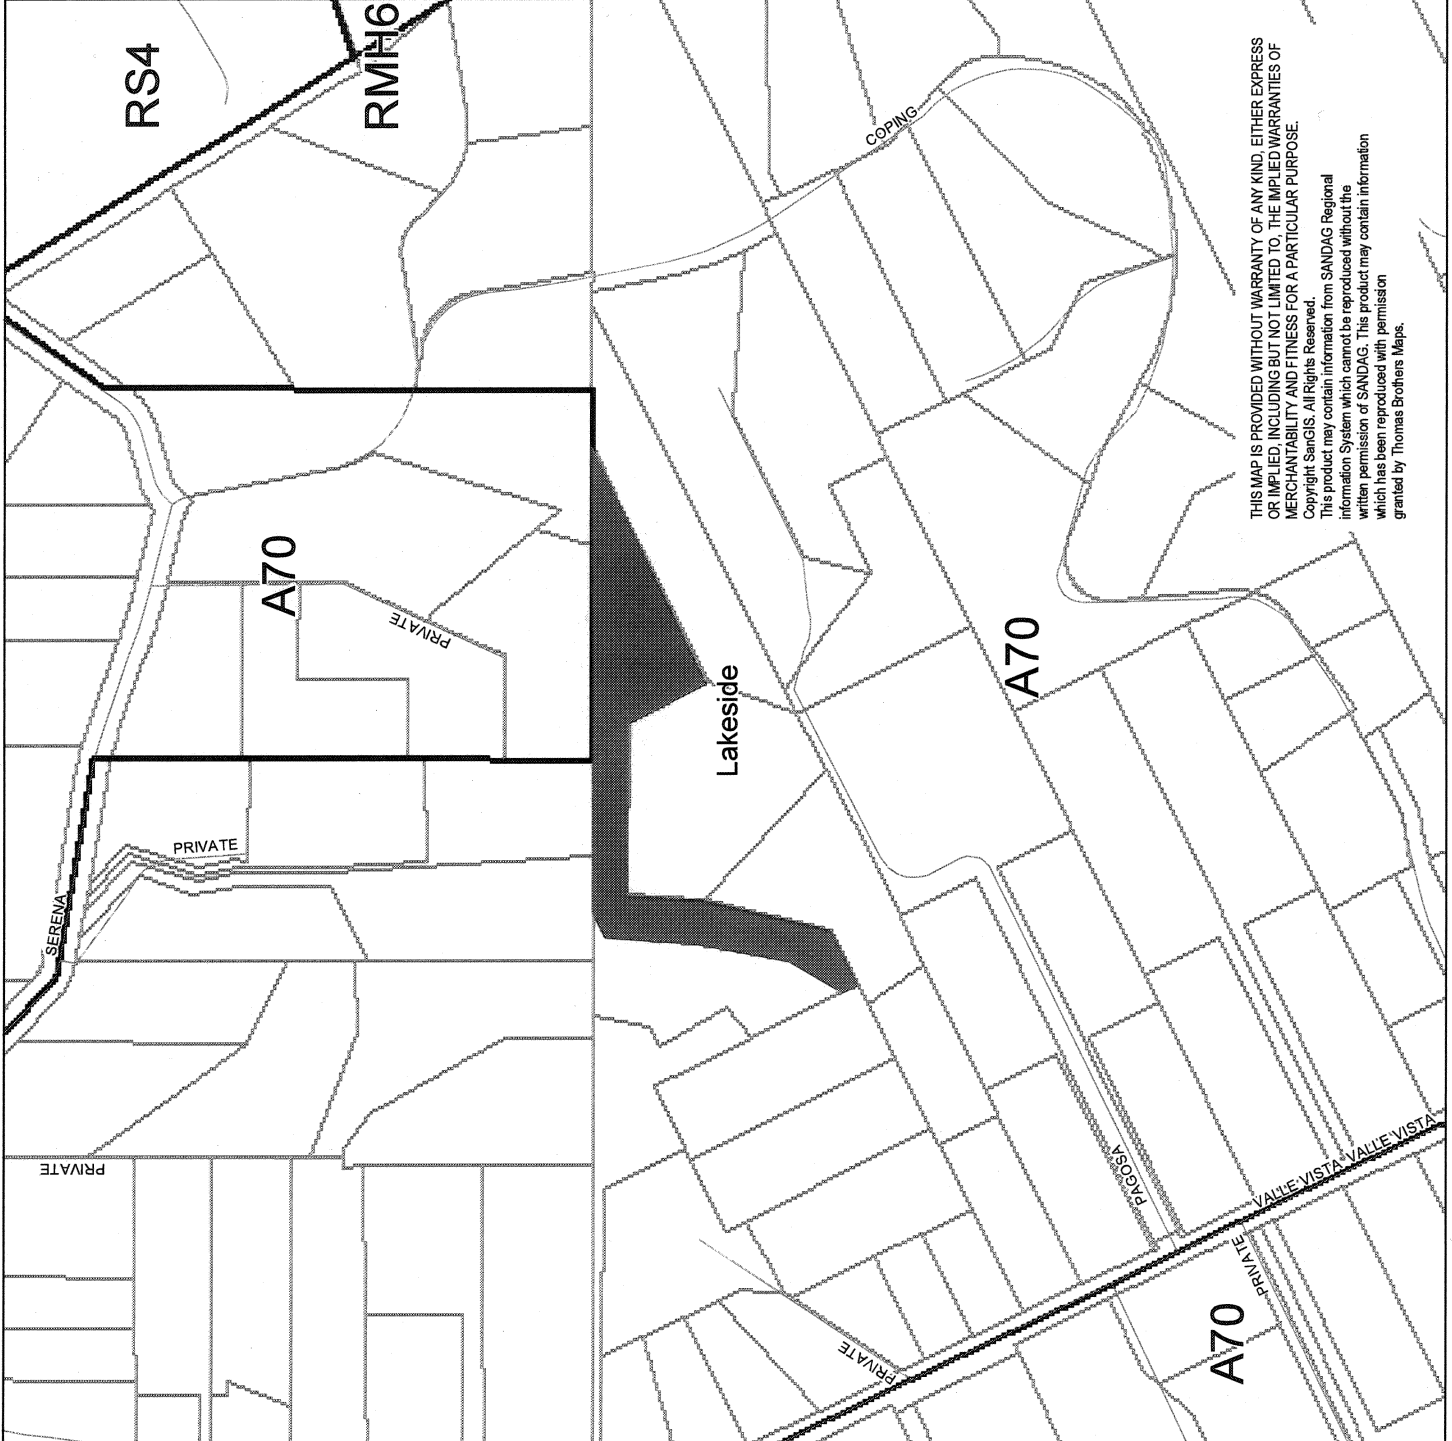 RS4
RMH6
COPING
THIS MAP IS PROVIDED WITHOUT WARRANTY OF ANY KIND, EITHER EXPRESS
OR IMPLIED, INCLUDING BUT NOT LIMITED TO, THE IMPLIED WARRANTIES OF
MERCHANTABILITY AND FITNESS FOR A PARTICULAR PURPOSE.
Copyright SanGIS. All Rights Reserved.
This product may contain information from SANDAG Regional
information System which cannot be reproduced without the
written permission of SANDAG. This product may contain information
which has been reproduced with permission
granted by Thomas Brothers Maps.
A70
PRIVATE
Lakeside
A70
SERENA
PRIVATE
PRIVATE
PAGOSA
VALLE VISTA
VALLE VISTA
PRIVATE
PRIVATE
A70